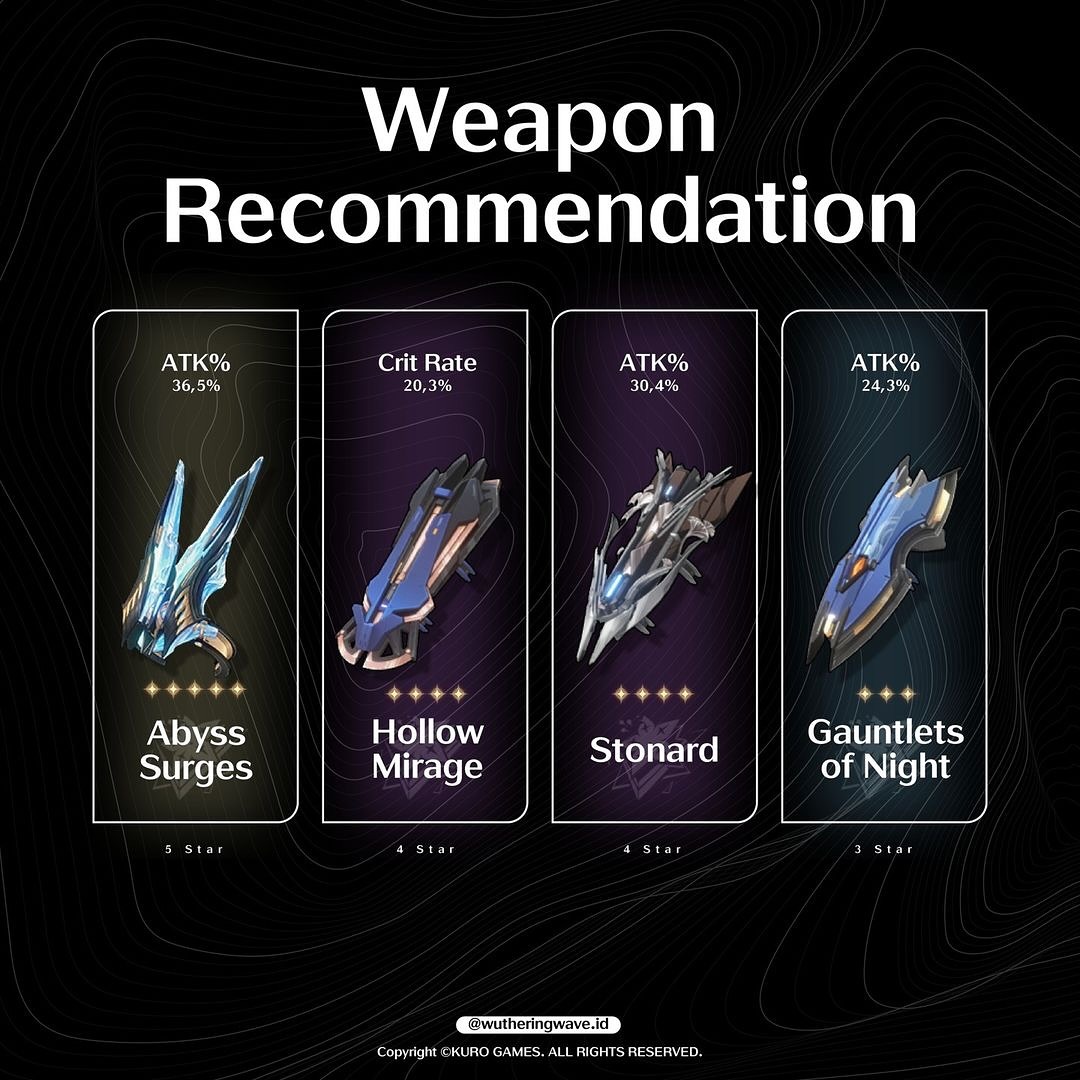 Weapon
Recommendation
ATK%
36,5%
Abyss
Surges
5 Star
Crit Rate
20,3%
Hollow
Mirage
4 Star
ATK%
30,4%
Stonard
4 Star
ATK%
24,3%
Gauntlets
of Night
3 Star
@wutheringwave.id
Copyright ©KURO GAMES. ALL RIGHTS RESERVED.